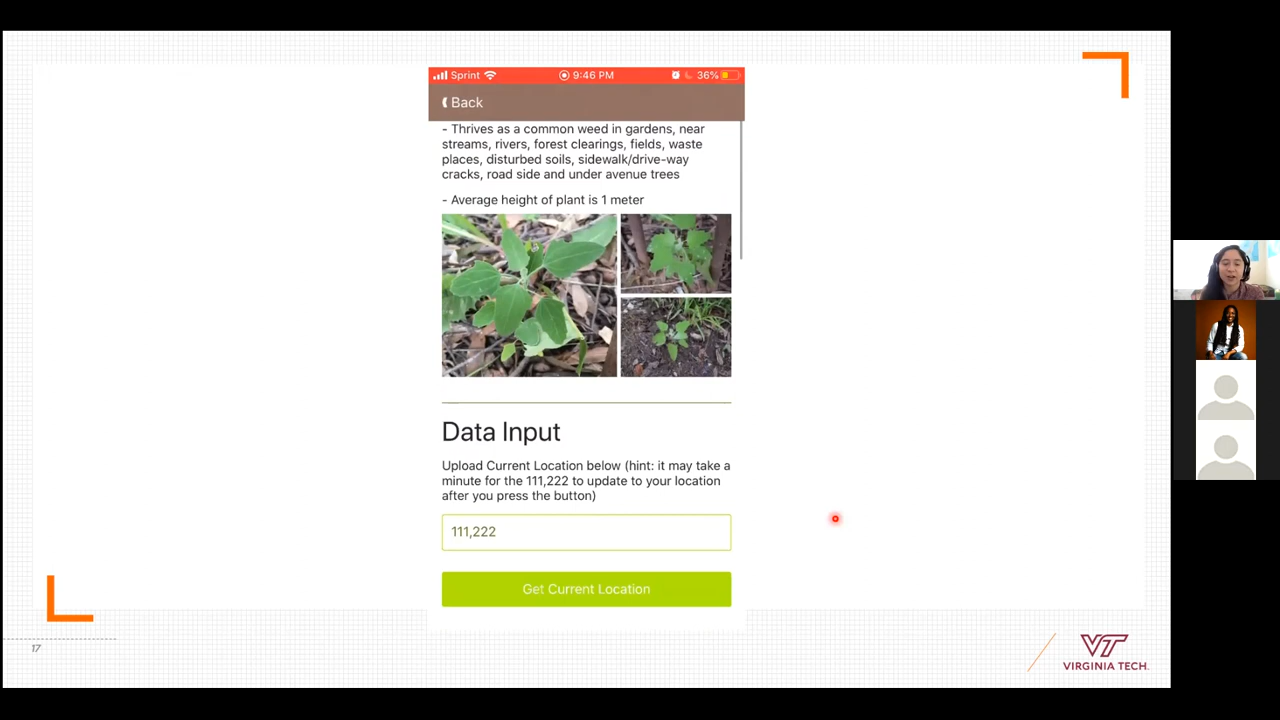 Sprint 9:46 PM 36%
Back
- Thrives as a common weed in gardens, near
streams, rivers, forest clearings, fields, waste
places, disturbed soils, sidewalk/drive-way
cracks, road side and under avenue trees
- Average height of plant is 1 meter
Data Input
Upload Current Location below (hint: it may take a
minute for the 111,222 to update to your location
after you press the button)
111,222
Get Current Location
17
VT
VIRGINIA TECH.